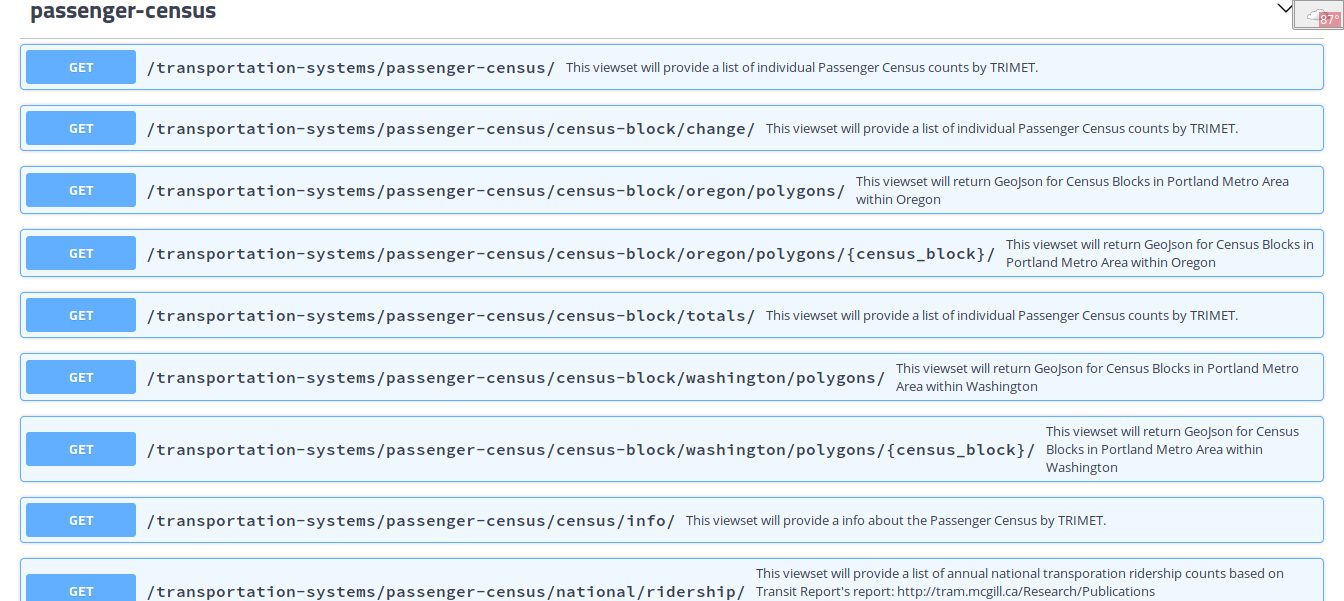 passenger-census
87°
GET /transportation-systems/passenger-census/ This viewset will provide a list of individual Passenger Census counts by TRIMET.
GET /transportation-systems/passenger-census/census-block/change/ This viewset will provide a list of individual Passenger Census counts by TRIMET.
GET /transportation-systems/passenger-census/census-block/oregon/polygons/ This viewset will return GeoJson for Census Blocks in Portland Metro Area
within Oregon
GET /transportation-systems/passenger-census/census-block/oregon/polygons/{census_block}/ This viewset will return GeoJson for Census Blocks in
Portland Metro Area within Oregon
GET /transportation-systems/passenger-census/census-block/totals/ This viewset will provide a list of individual Passenger Census counts by TRIMET.
GET /transportation-systems/passenger-census/census-block/washington/polygons/ This viewset will return GeoJson for Census Blocks in Portland Metro
Area within Washington
GET /transportation-systems/passenger-census/census-block/washington/polygons/{census_block}/ This viewset will return GeoJson for Census
Blocks in Portland Metro Area within
Washington
GET /transportation-systems/passenger-census/census/info/ This viewset will provide a info about the Passenger Census by TRIMET.
GET /transportation-systems/passenger-census/national/ridership/ This viewset will provide a list of annual national transporation ridership counts based on
Transit Report's report: http://tram.mcgill.ca/Research/Publications